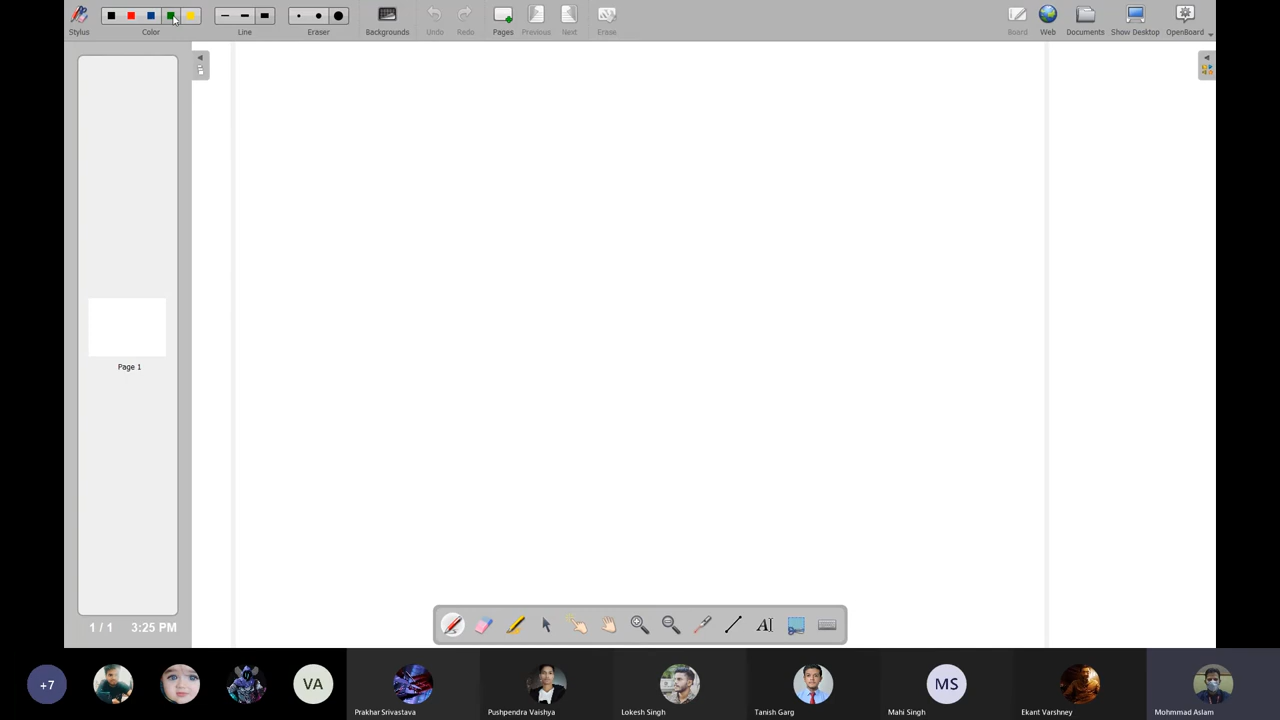 Stylus Color Line Eraser Backgrounds Undo Redo Pages Previous Next Erase Board Web Documents Show Desktop OpenBoard
Page 1
1 / 1 3:25 PM
AI
+7 VA MS
Prakhar Srivastava Pushpendra Vaishya Lokesh Singh Tanish Garg Mahi Singh Ekant Varshney Mohmmad Aslam